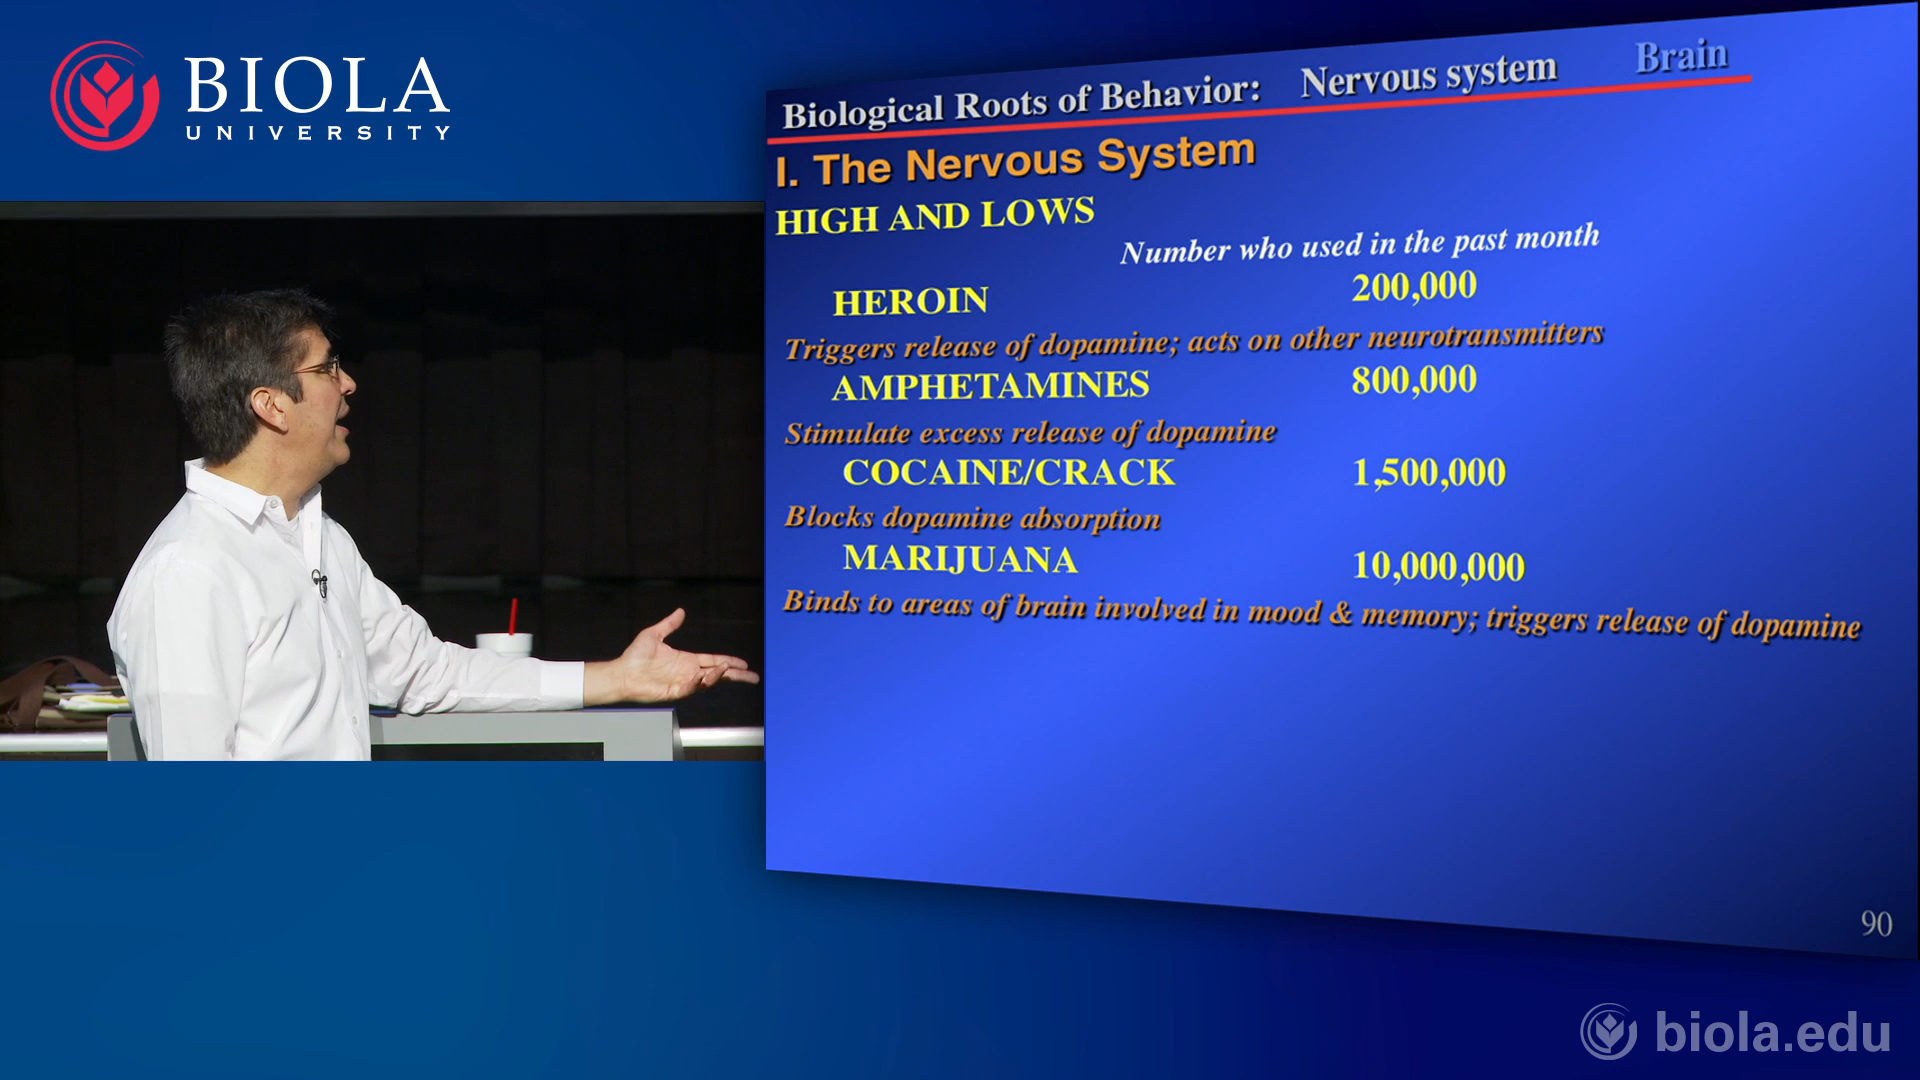 BIOLA
UNIVERSITY
Biological Roots of Behavior: Nervous system Brain
I. The Nervous System
HIGH AND LOWS
Number who used in the past month
HEROIN 200,000
Triggers release of dopamine; acts on other neurotransmitters
AMPHETAMINES 800,000
Stimulate excess release of dopamine
COCAINE/CRACK 1,500,000
Blocks dopamine absorption
MARIJUANA 10,000,000
Binds to areas of brain involved in mood & memory; triggers release of dopamine
90
biola.edu